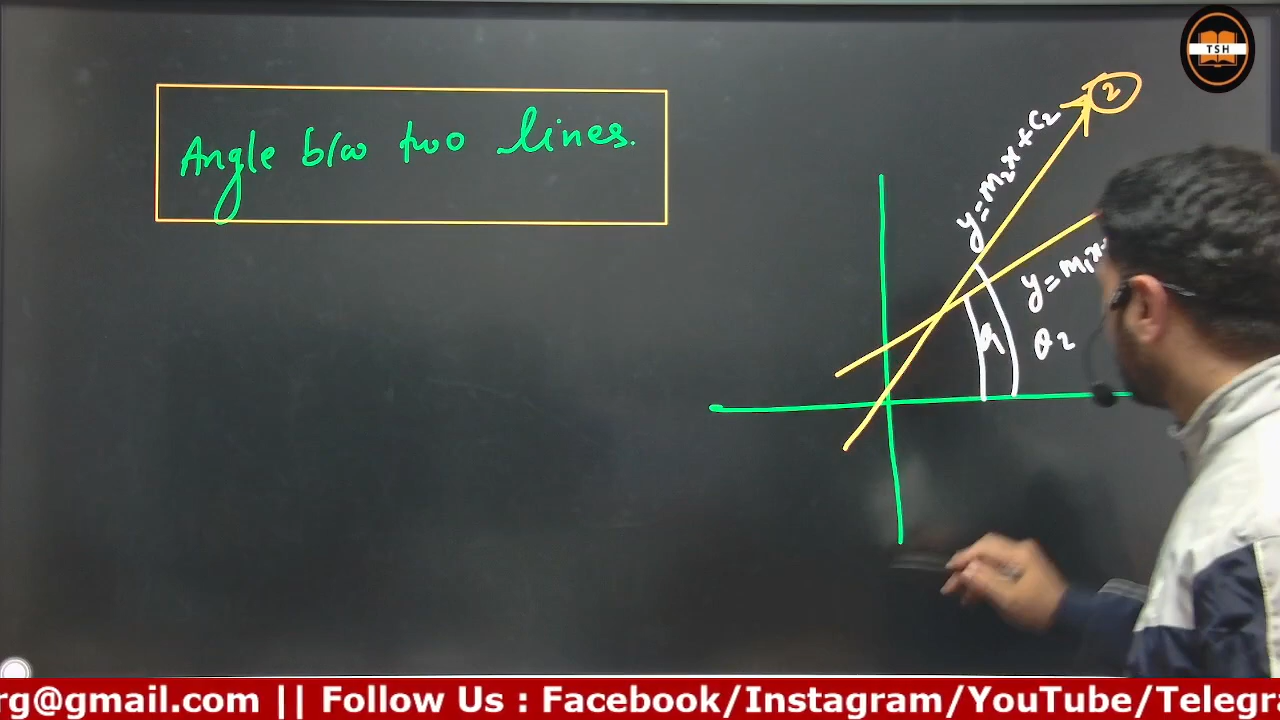 TSH
2
Angle b/w two lines.
y=m₂x+c₂
y=m₁x+
θ₁
θ₂
rg@gmail.com || Follow Us : Facebook/Instagram/YouTube/Telegra